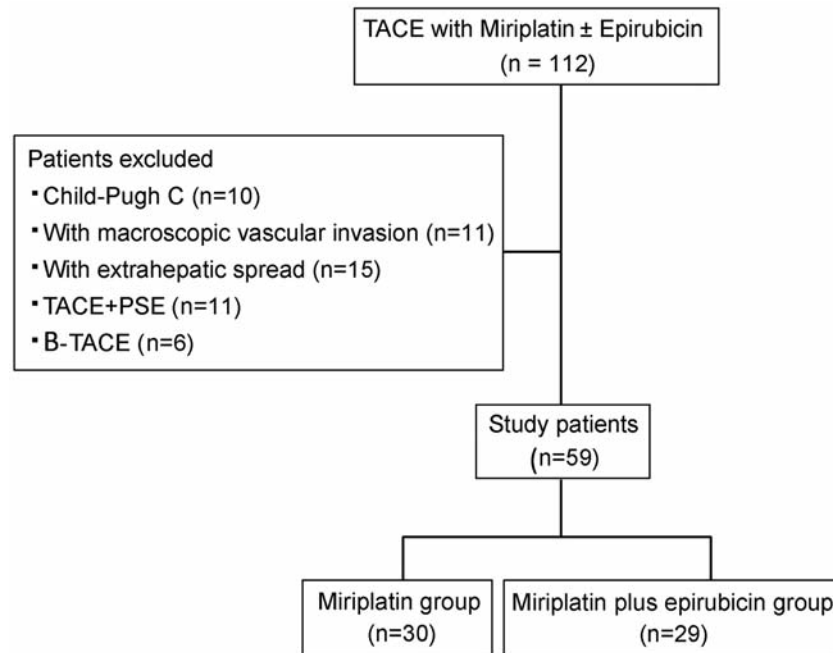 TACE with Miriplatin ± Epirubicin
(n = 112)
Patients excluded
▪ Child-Pugh C (n=10)
▪ With macroscopic vascular invasion (n=11)
▪ With extrahepatic spread (n=15)
▪ TACE+PSE (n=11)
▪ B-TACE (n=6)
Study patients
(n=59)
Miriplatin group
(n=30)
Miriplatin plus epirubicin group
(n=29)